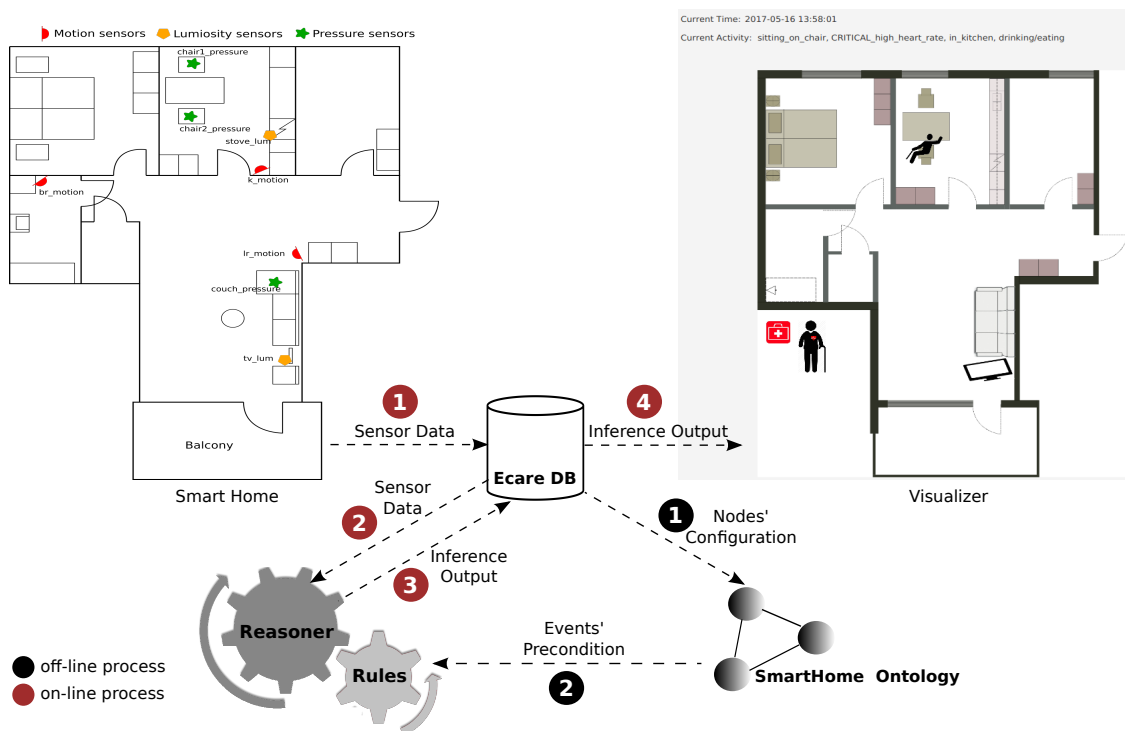 Motion sensors
Lumiosity sensors
Pressure sensors
chair1_pressure
chair2_pressure
stove_lum
k_motion
br_motion
lr_motion
couch_pressure
tv_lum
Balcony
Smart Home
Current Time: 2017-05-16 13:58:01
Current Activity: sitting_on_chair, CRITICAL_high_heart_rate, in_kitchen, drinking/eating
Visualizer
1
Sensor Data
Ecare DB
4
Inference Output
Sensor
Data
2
Inference
Output
3
1
Nodes'
Configuration
Reasoner
Rules
Events'
Precondition
2
SmartHome Ontology
off-line process
on-line process